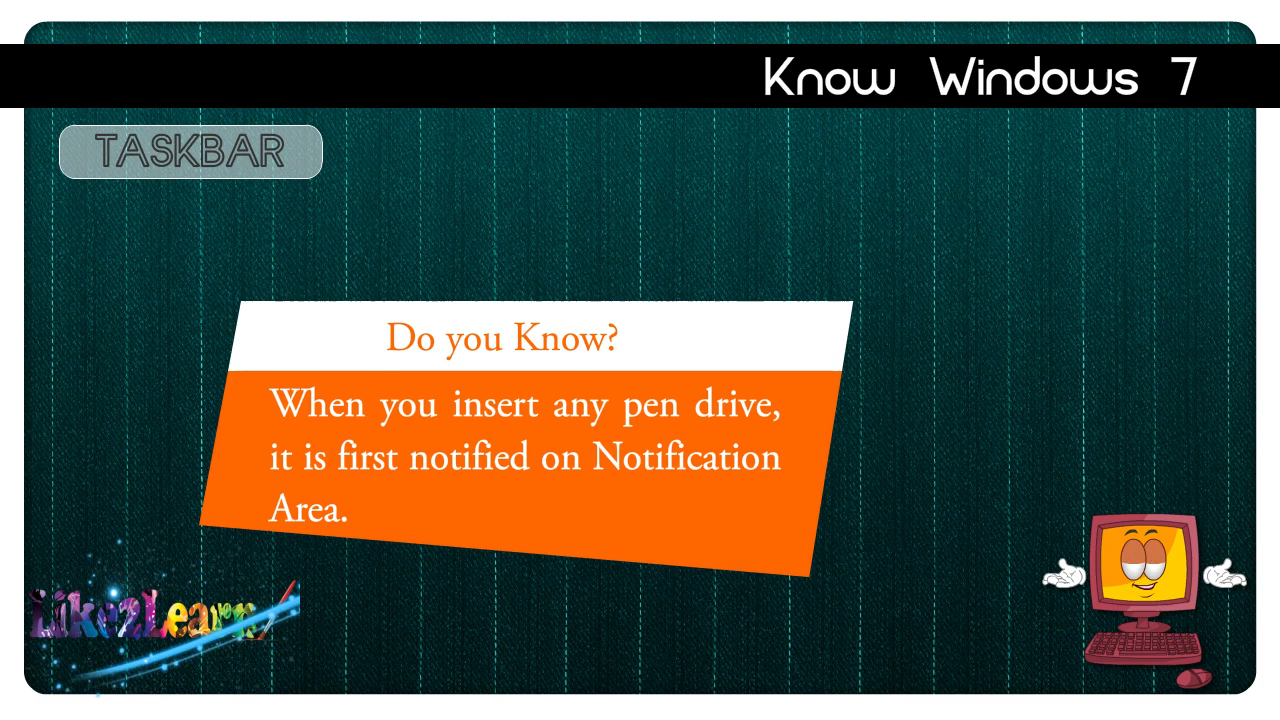 Know Windows 7
TASKBAR
Do you Know?
When you insert any pen drive,
it is first notified on Notification
Area.
Like2Learn